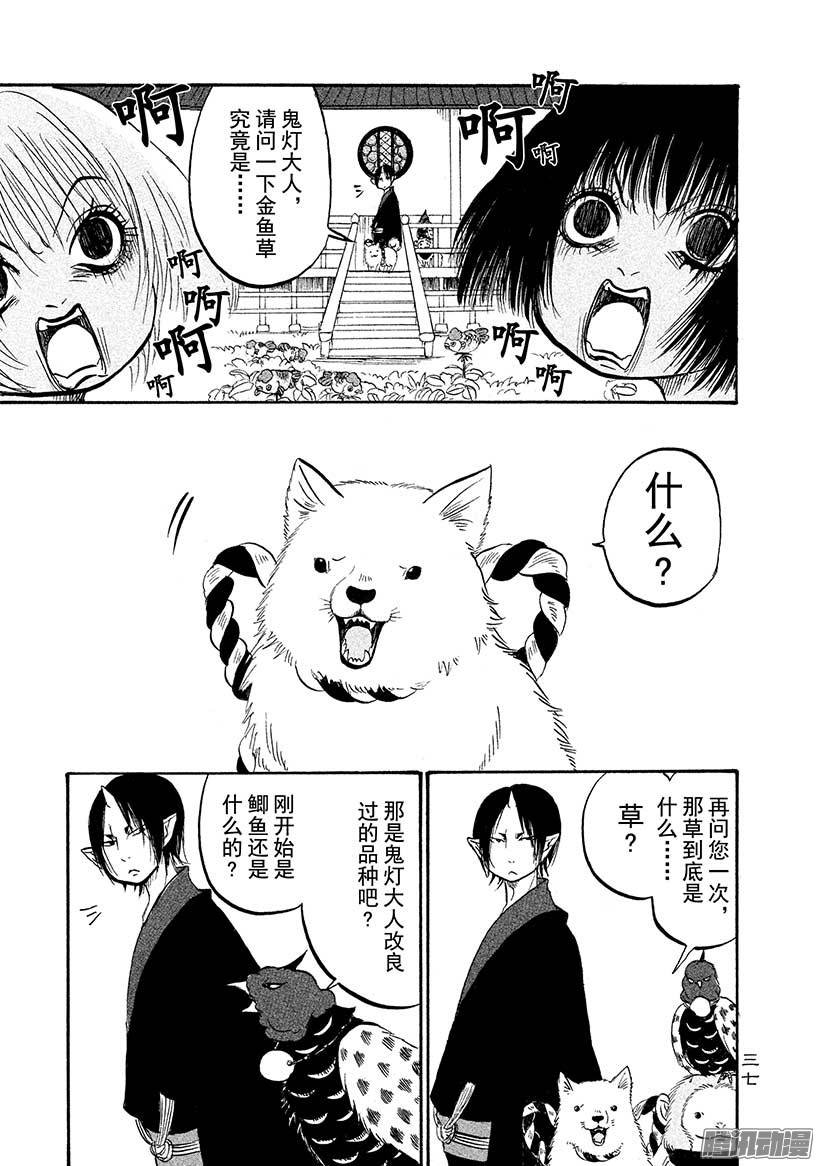 啊
啊
啊
鬼灯大人，
请问一下金鱼草
究竟是……
啊
啊
啊
啊
啊
啊
啊
什
么
？
再问您一次，
那草到底是
什么……
草？
那是鬼灯大人改良
过的品种吧？
刚开始是
鲫鱼还是
什么的？
三七
腾讯动漫